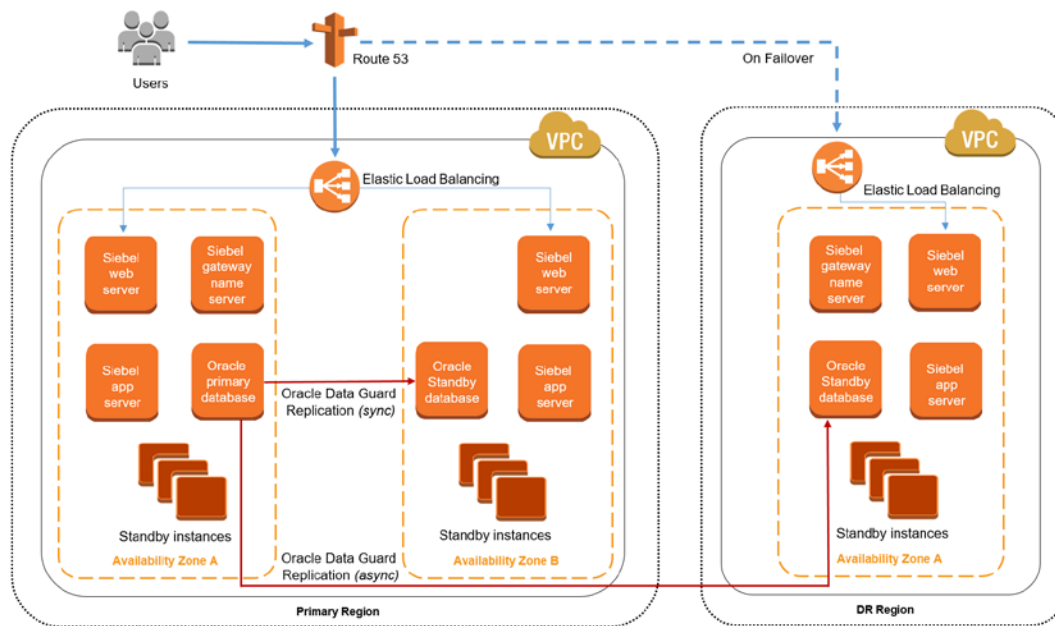 Users
Route 53
On Failover
VPC
VPC
Elastic Load Balancing
Elastic Load Balancing
Siebel
web
server
Siebel
gateway
name
server
Siebel
web
server
Siebel
gateway
name
server
Siebel
web
server
Siebel
app
server
Oracle
primary
database
Oracle Data Guard
Replication (sync)
Oracle
Standby
database
Siebel
app
server
Oracle
Standby
database
Siebel
app
server
Standby instances
Standby instances
Standby instances
Availability Zone A
Oracle Data Guard
Replication (async)
Availability Zone B
Availability Zone A
Primary Region
DR Region